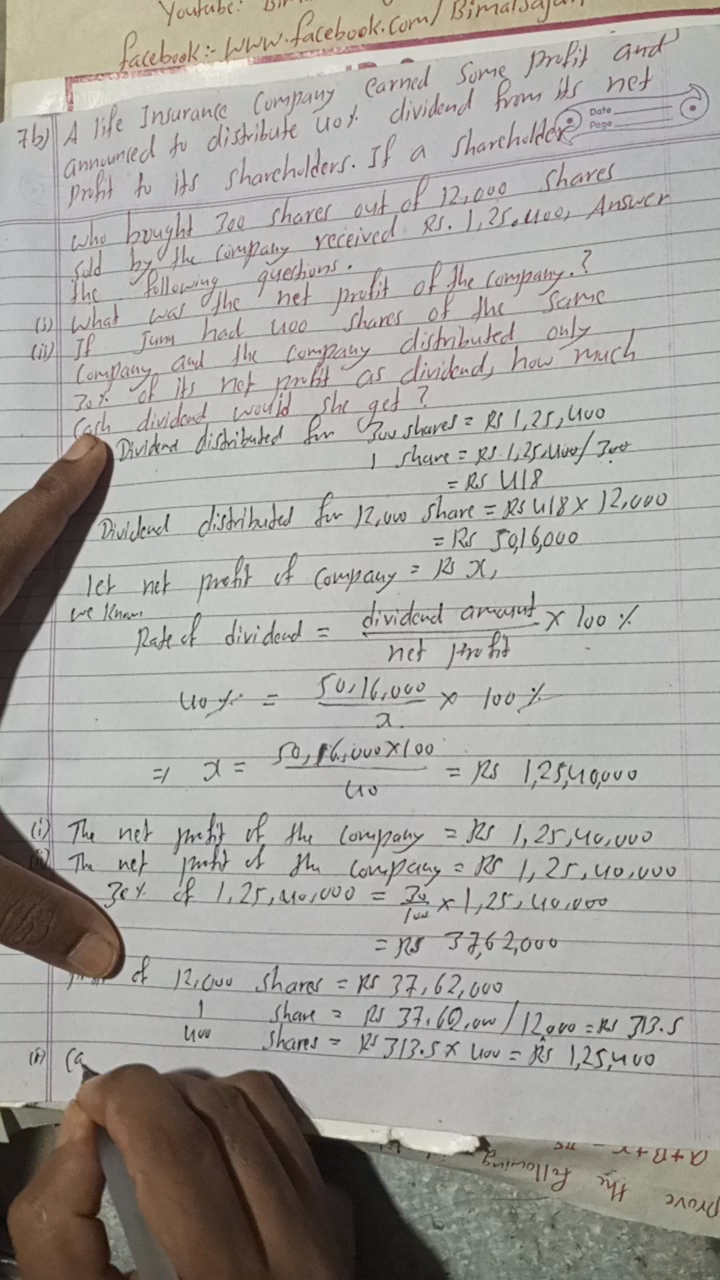 Youtube:
facebook:- www.facebook.com/Bimalsajan
7b) A life Insurance Company earned some profit and
announced to distribute 40% dividend from its net
profit to its shareholders. If a shareholder
Date
Page
who bought 300 shares out of 12,000 shares
sold by the company received Rs. 1,25,400, Answer
the following questions.
(i) What was the net profit of the company.?
(ii) If Jum had 400 shares of the same
Company and the company distributed only
30% of its net profit as dividend, how much
Cash dividend would she get?
Dividend distributed for 300 shares = Rs 1,25,400
1 share = Rs. 1,25,400/300
= Rs 418
Dividend distributed for 12,000 share = Rs 418 x 12,000
= Rs 50,16,000
let net profit of company = Rs x,
we know
Rate of dividend = dividend amount / net profit x 100%
40% = 50,16,000 / x x 100%
=> x = 50,16,000x100 / 40 = Rs 1,25,40,000
(i) The net profit of the company = Rs 1,25,40,000
(ii) The net profit of the company = Rs 1,25,40,000
30% of 1,25,40,000 = 30/100 x 1,25,40,000
= Rs 37,62,000
of 12,000 shares = Rs 37,62,000
1 share = Rs 37,60,000/12,000 = Rs 313.5
400 shares = Rs 313.5 x 400 = Rs 1,25,400
(ii) Ca
prove the following
a+B+r =